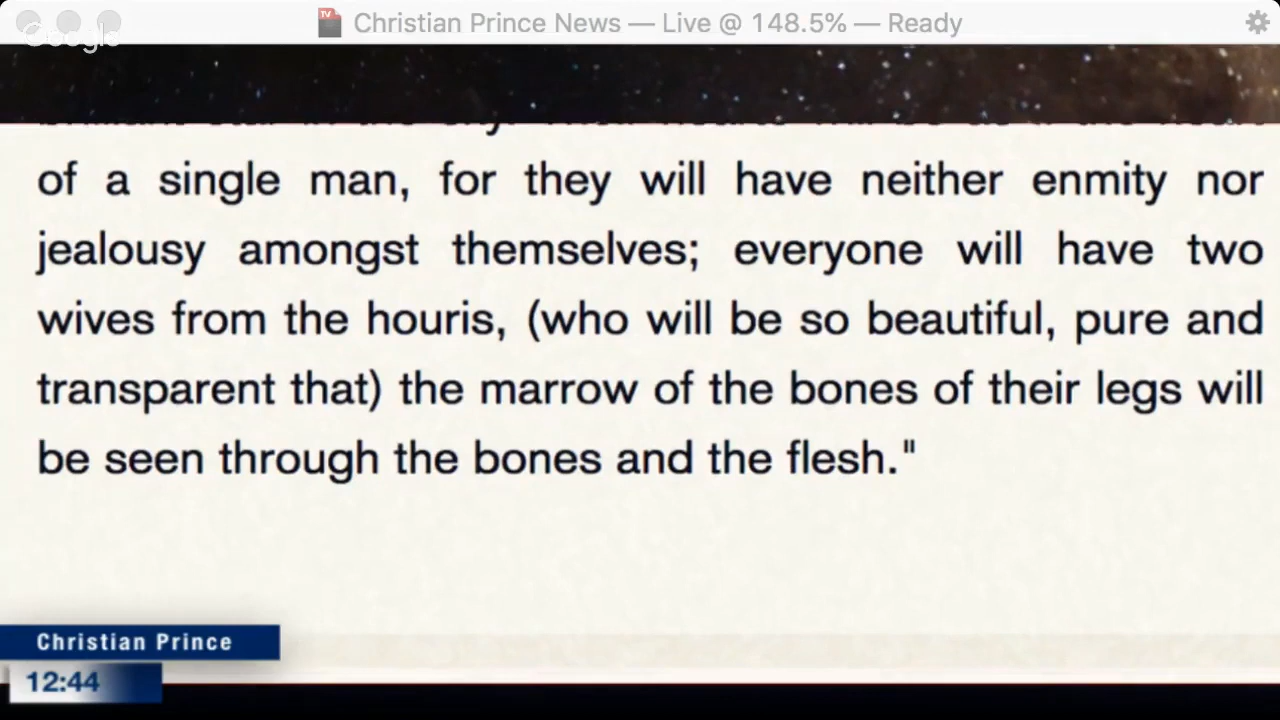 TV Christian Prince News — Live @ 148.5% — Ready
Google
of a single man, for they will have neither enmity nor
jealousy amongst themselves; everyone will have two
wives from the houris, (who will be so beautiful, pure and
transparent that) the marrow of the bones of their legs will
be seen through the bones and the flesh."
Christian Prince
12:44